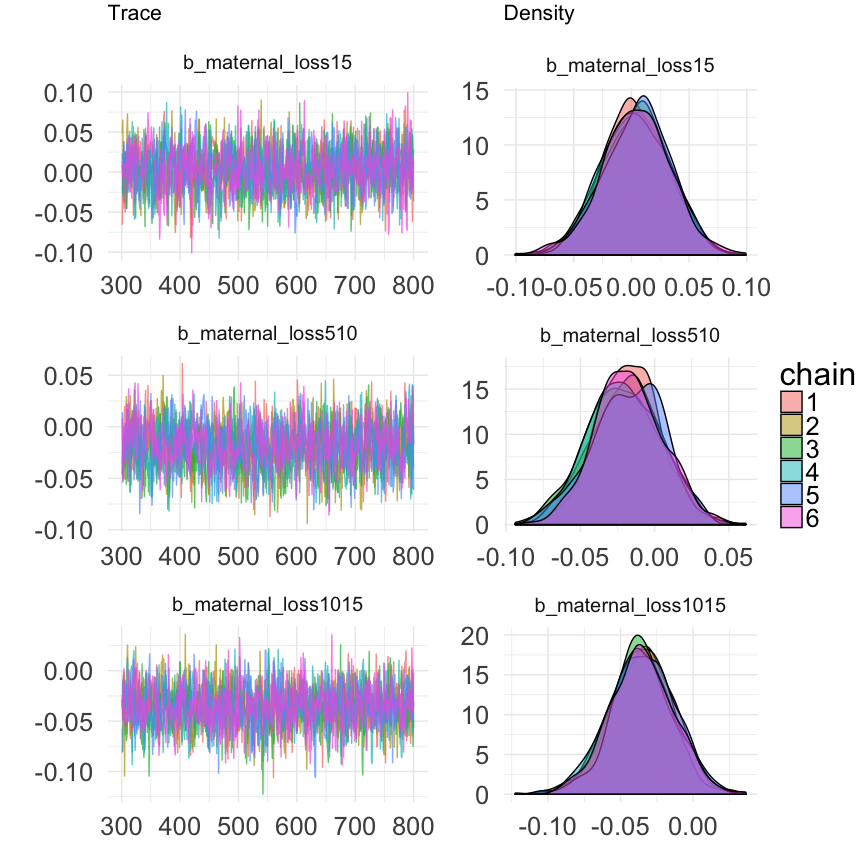 Trace
Density
b_maternal_loss15
0.10
0.05
0.00
-0.05
-0.10
300 400 500 600 700 800
b_maternal_loss15
15
10
5
0
-0.10 -0.05 0.00 0.05 0.10
b_maternal_loss510
0.05
0.00
-0.05
-0.10
300 400 500 600 700 800
b_maternal_loss510
15
10
5
0
-0.10 -0.05 0.00 0.05
chain
1
2
3
4
5
6
b_maternal_loss1015
0.00
-0.05
-0.10
300 400 500 600 700 800
b_maternal_loss1015
20
15
10
5
0
-0.10 -0.05 0.00